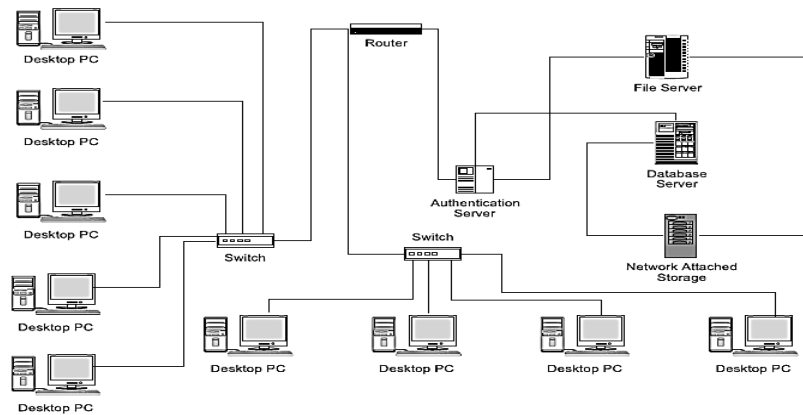 Desktop PC
Desktop PC
Desktop PC
Desktop PC
Desktop PC
Switch
Router
File Server
Database
Server
Authentication
Server
Network Attached
Storage
Switch
Desktop PC
Desktop PC
Desktop PC
Desktop PC